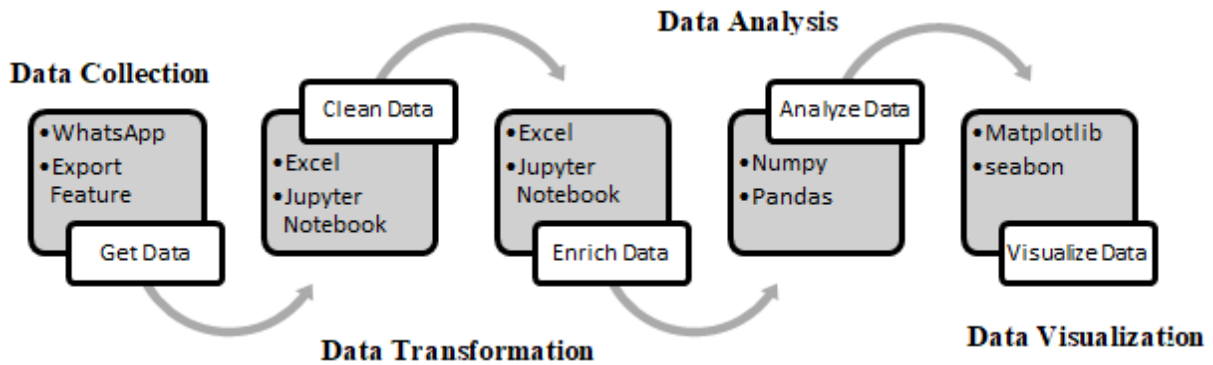 Data Collection
•WhatsApp
•Export
Feature
Get Data
Clean Data
•Excel
•Jupyter
Notebook
Data Transformation
•Excel
•Jupyter
Notebook
Enrich Data
Data Analysis
Analyze Data
•Numpy
•Pandas
•Matplotlib
•seabon
Visualize Data
Data Visualization